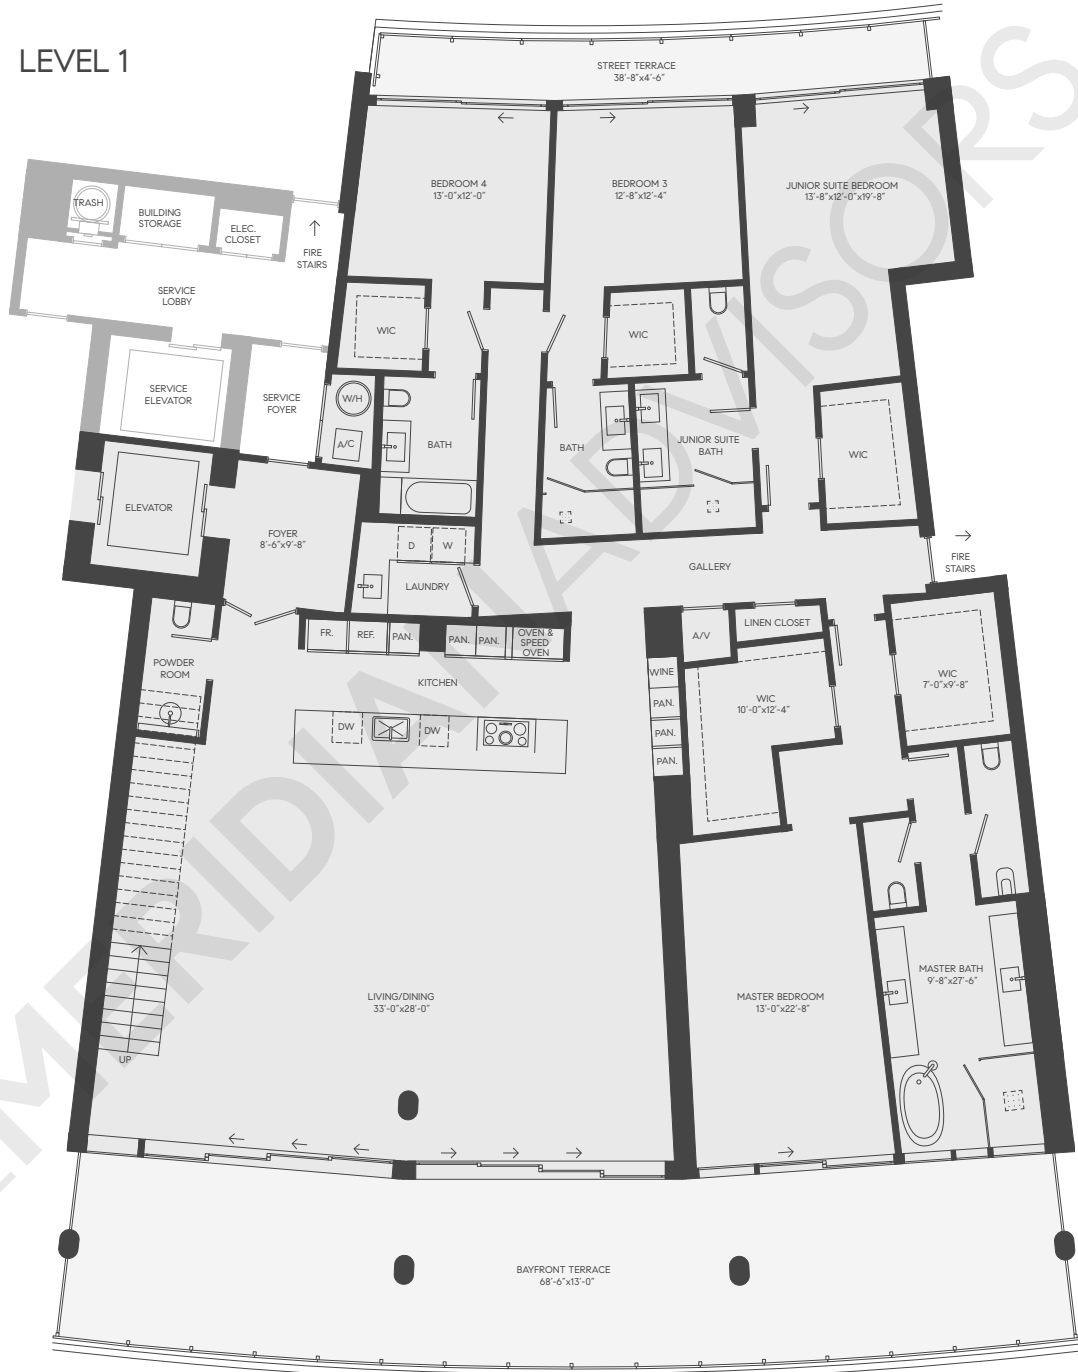 LEVEL 1
STREET TERRACE
38'-8"x4'-6"
BEDROOM 4
13'-0"x12'-0"
BEDROOM 3
12'-8"x12'-4"
JUNIOR SUITE BEDROOM
13'-8"x12'-0"x19'-8"
TRASH
BUILDING
STORAGE
ELEC.
CLOSET
FIRE
STAIRS
SERVICE
LOBBY
WIC
WIC
SERVICE
ELEVATOR
SERVICE
FOYER
W/H
A/C
BATH
BATH
JUNIOR SUITE
BATH
WIC
ELEVATOR
FOYER
8'-6"x9'-8"
D
W
LAUNDRY
GALLERY
FIRE
STAIRS
FR.
REF.
PAN.
PAN.
PAN.
OVEN &
SPEED
OVEN
A/V
LINEN CLOSET
POWDER
ROOM
KITCHEN
WINE
PAN.
PAN.
PAN.
WIC
10'-0"x12'-4"
WIC
7'-0"x9'-8"
DW
DW
LIVING/DINING
33'-0"x28'-0"
MASTER BEDROOM
13'-0"x22'-8"
MASTER BATH
9'-8"x27'-6"
UP
BAYFRONT TERRACE
68'-6"x13'-0"
MERIDIAN ADVISORS